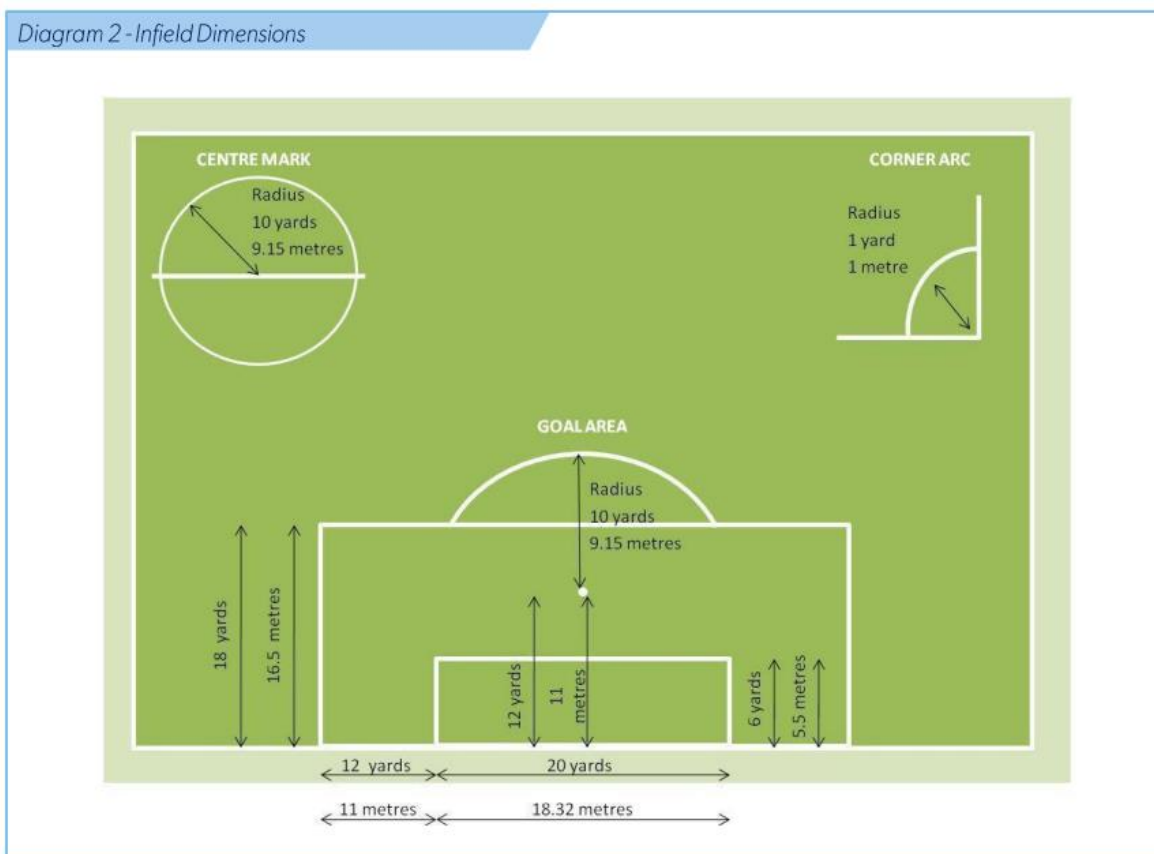 Diagram 2 - Infield Dimensions
CENTRE MARK
Radius
10 yards
9.15 metres
CORNER ARC
Radius
1 yard
1 metre
GOAL AREA
Radius
10 yards
9.15 metres
18 yards
16.5 metres
12 yards
11
metres
6 yards
5.5 metres
12 yards
20 yards
11 metres
18.32 metres